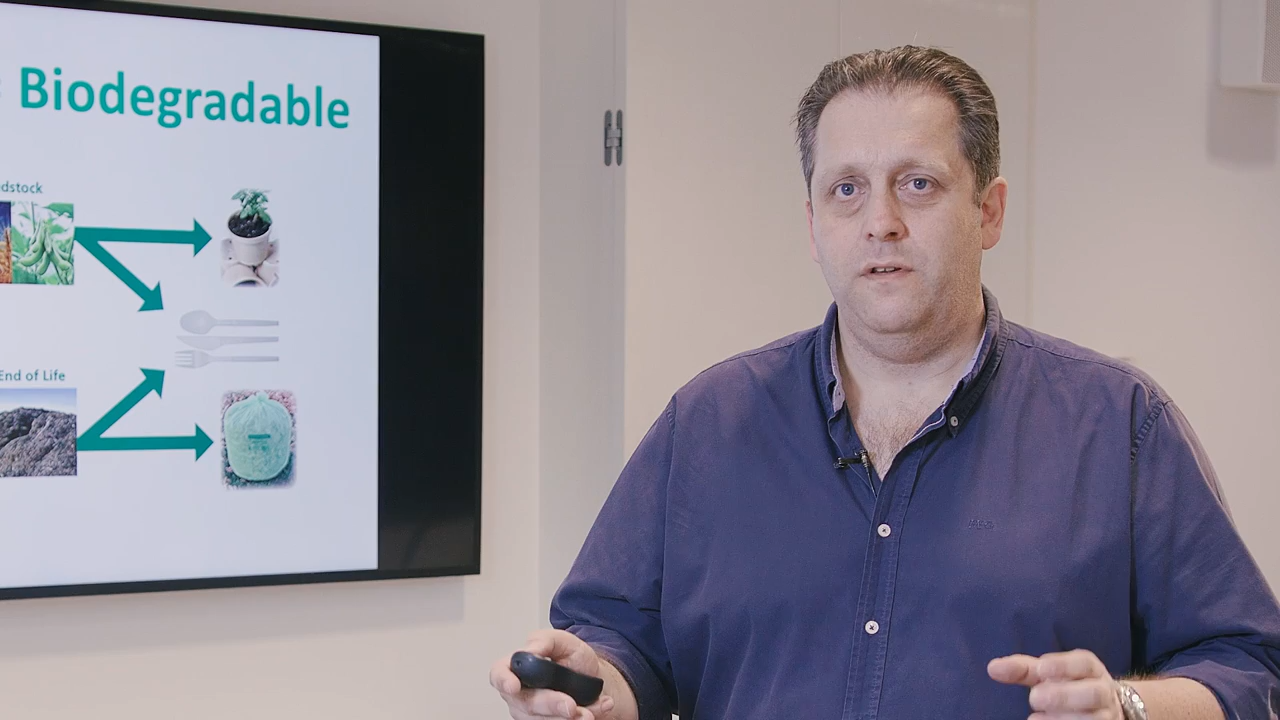 Biodegradable
dstock
End of Life